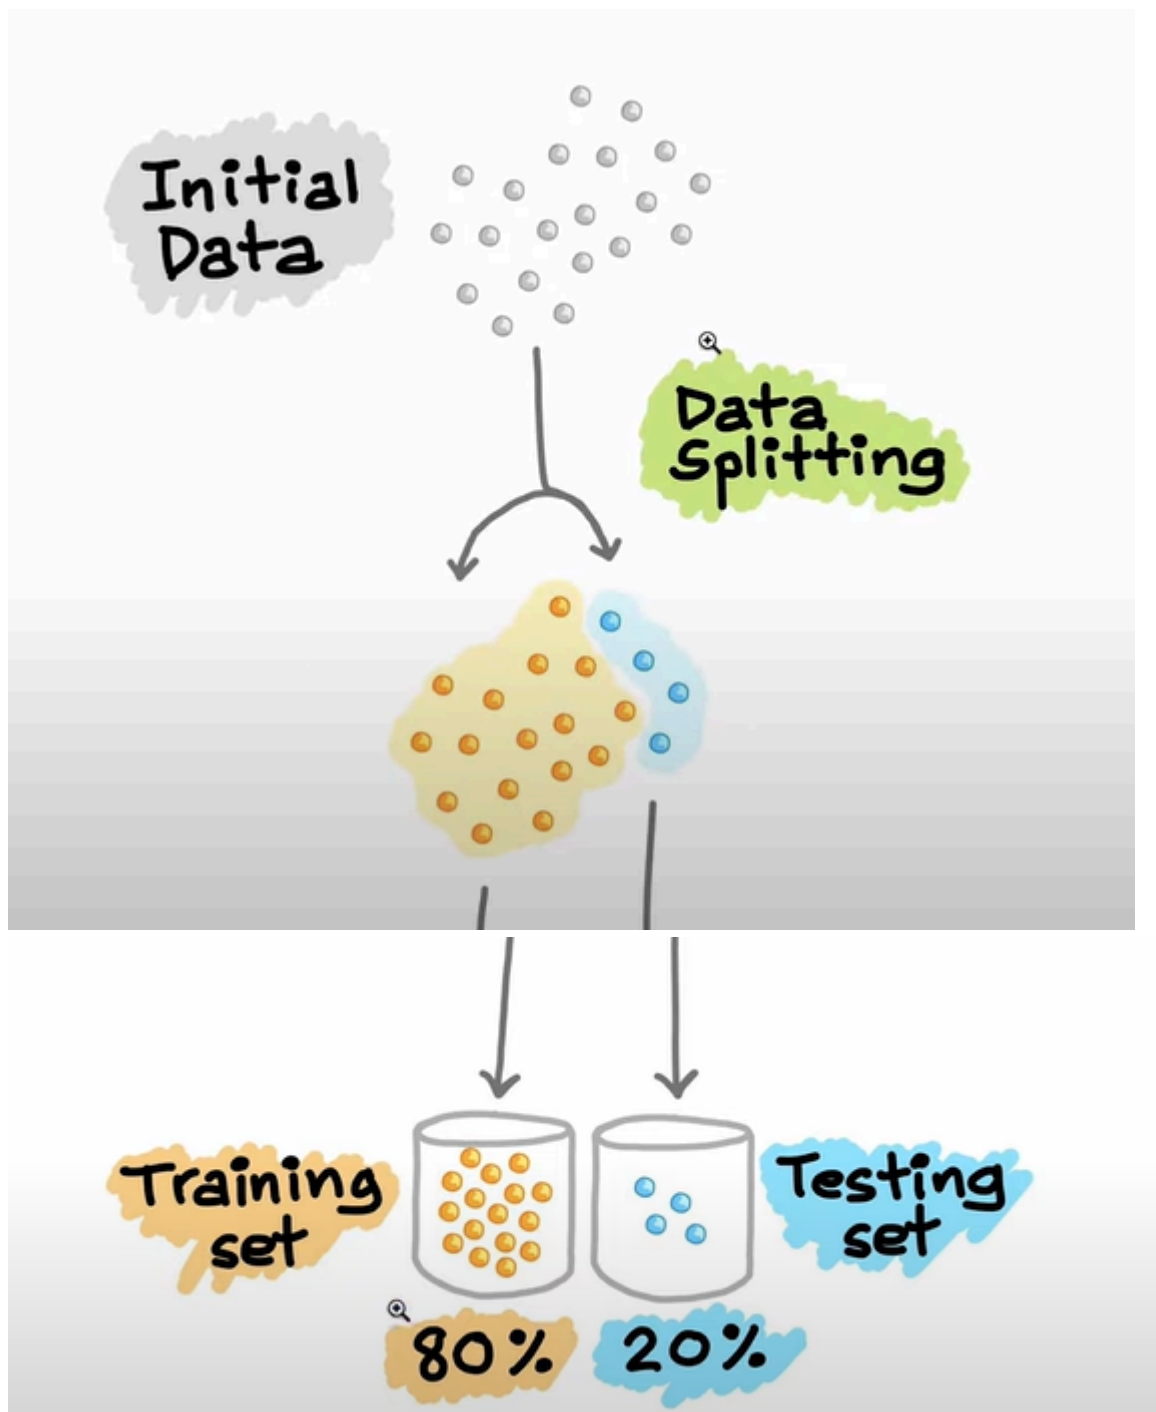 Initial
Data
Data
Splitting
Training
set
Testing
set
80%
20%